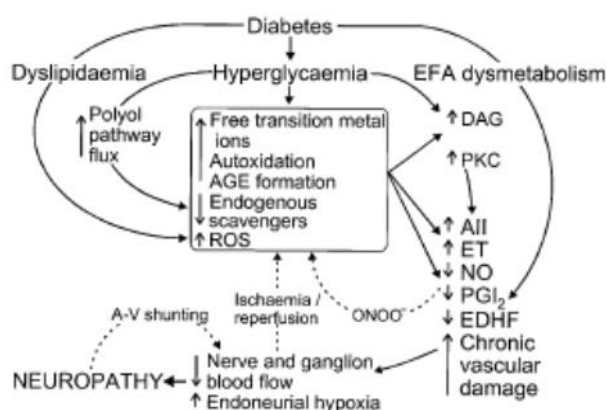 Diabetes
Dyslipidaemia
Hyperglycaemia
EFA dysmetabolism
↑ Polyol
pathway
flux
↑ Free transition metal
ions
Autoxidation
AGE formation
↓ Endogenous
scavengers
↑ ROS
↑ DAG
↑ PKC
↑ AII
↑ ET
↓ NO
↓ PGI₂
↓ EDHF
↑ Chronic
vascular
damage
Ischaemia /
reperfusion
ONOO⁻
A-V shunting
NEUROPATHY
↓ Nerve and ganglion
blood flow
↑ Endoneurial hypoxia